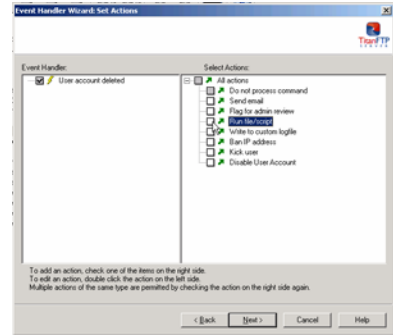 Event Handler Wizard: Set Actions
TitanFTP
SERVER
Event Handler:
Select Actions:
User account deleted
All actions
Do not process command
Send email
Flag for admin review
Run file/script
Write to custom logfile
Ban IP address
Kick user
Disable User Account
To add an action, check one of the items on the right side.
To edit an action, double click the action on the left side.
Multiple actions of the same type are permitted by checking the action on the right side again.
< Back
Next >
Cancel
Help